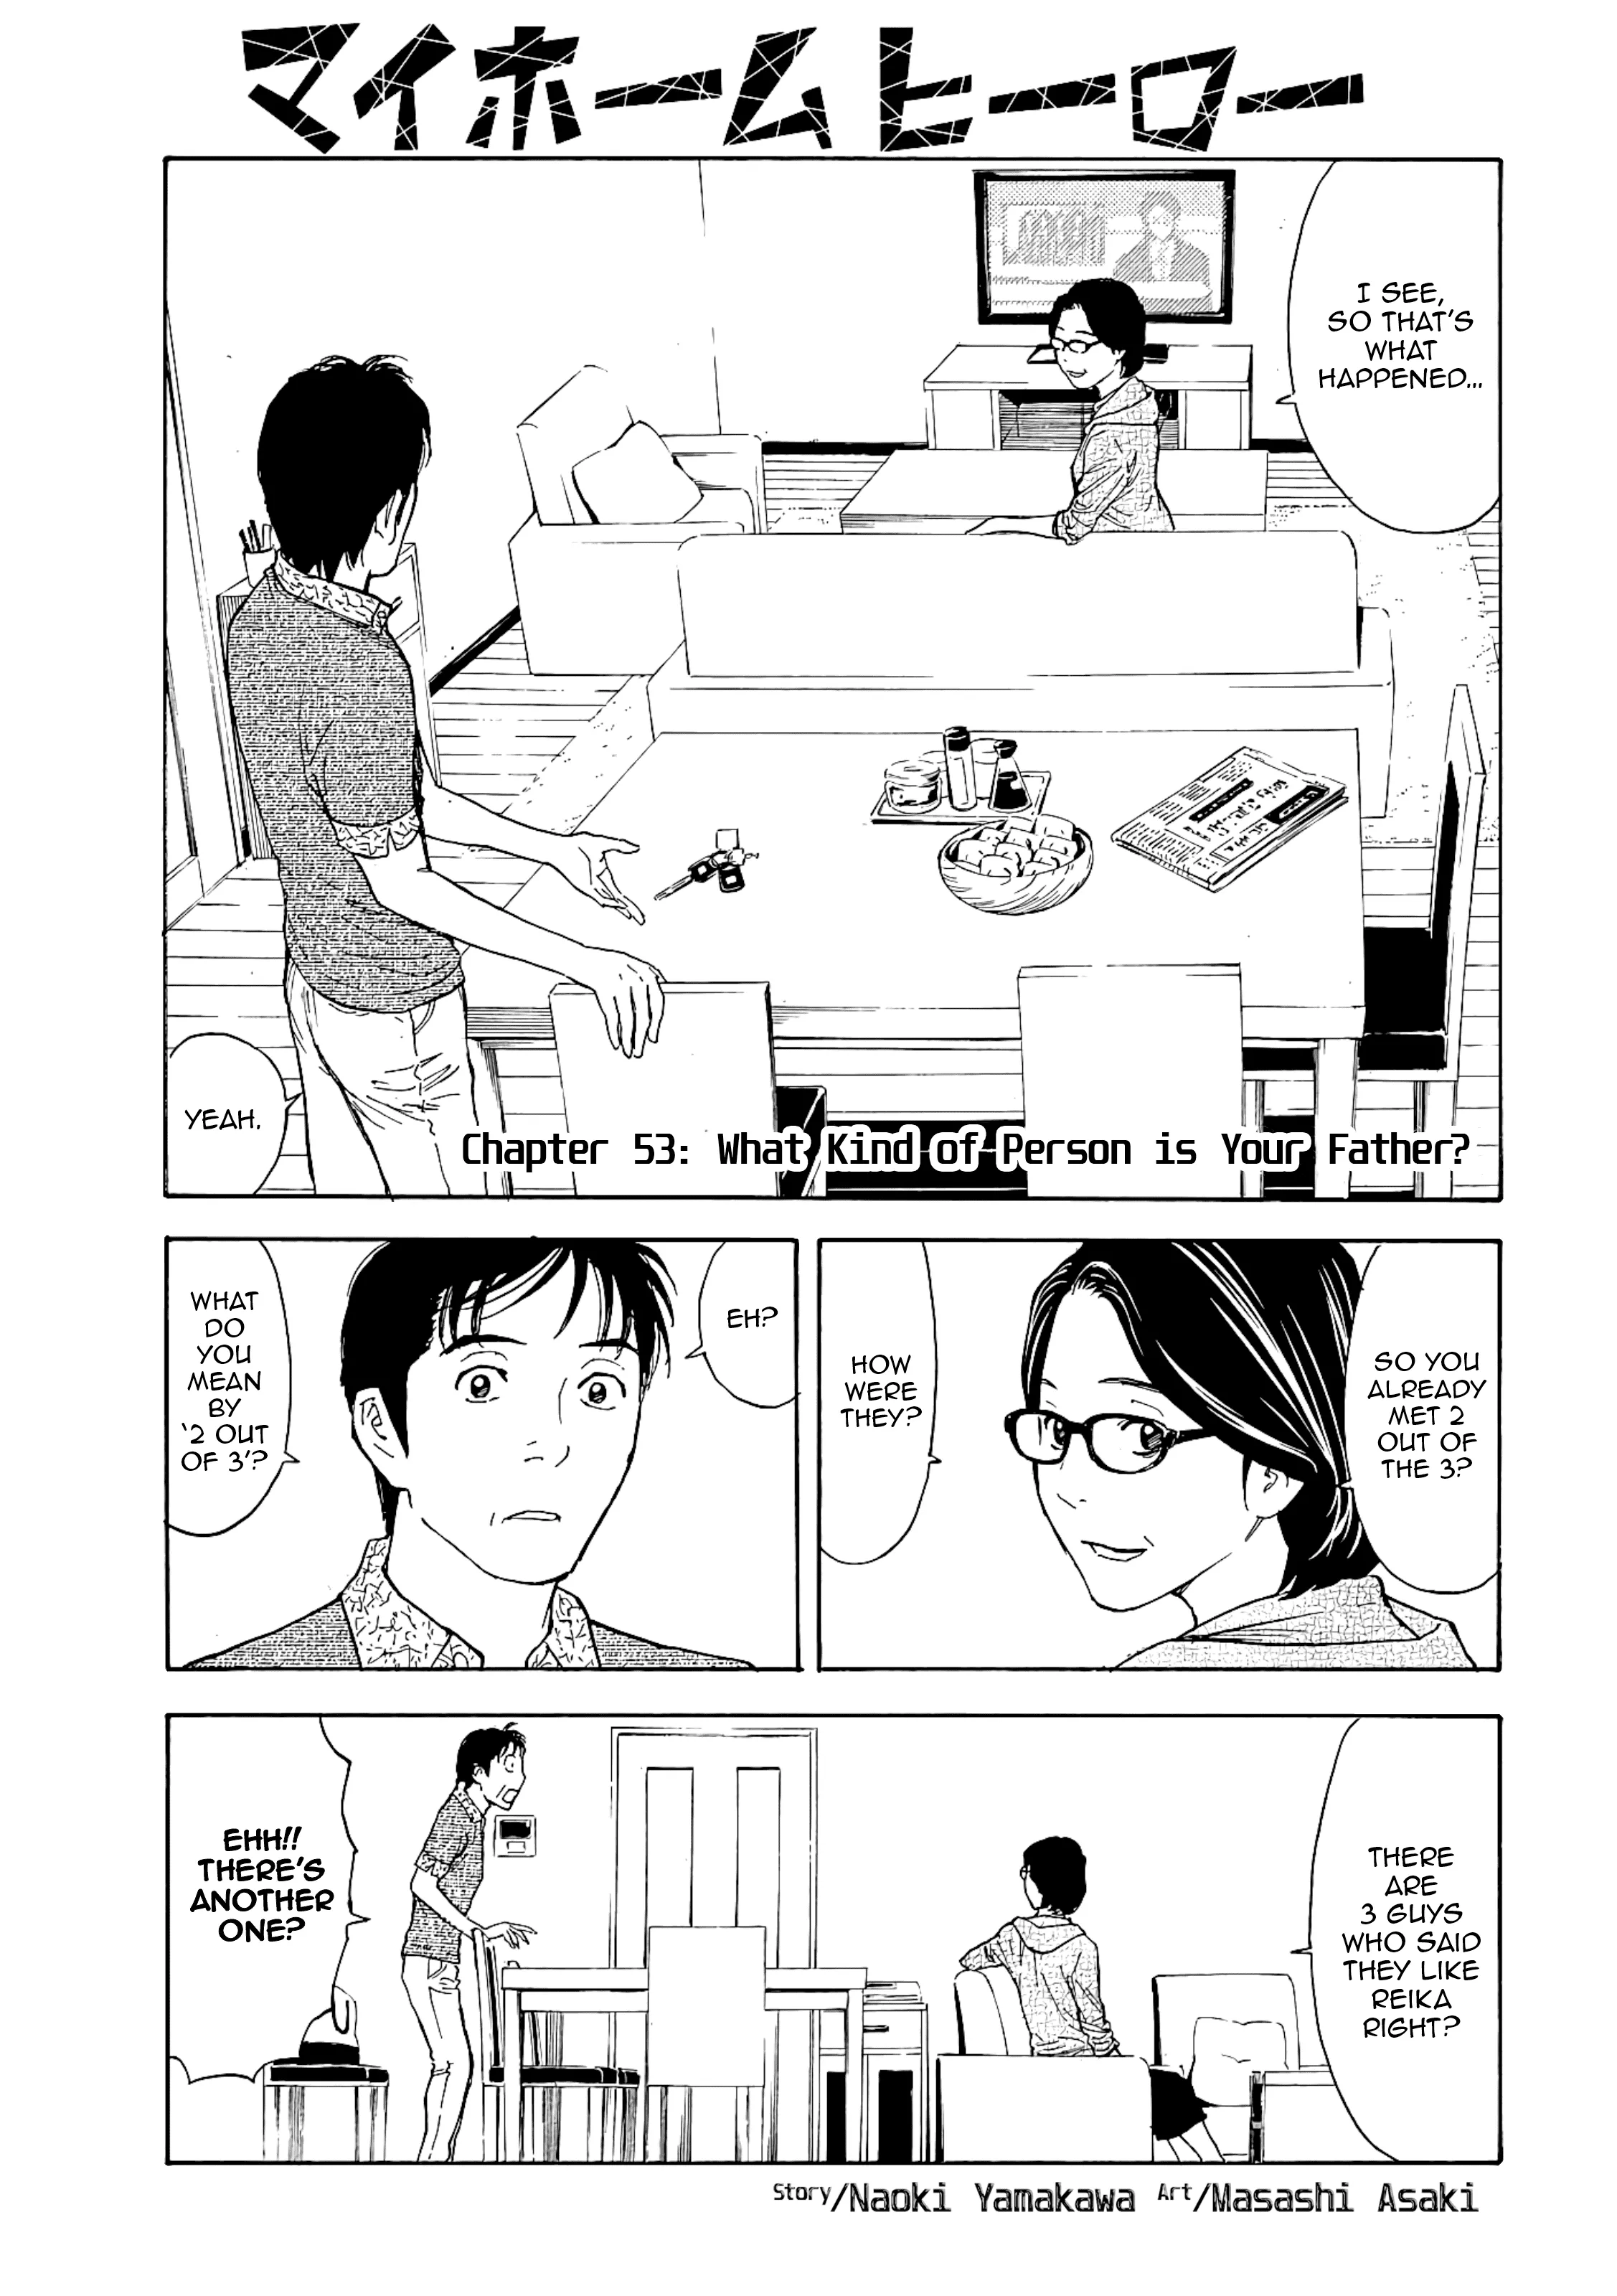 マイホームヒーロー
I SEE,
SO THAT'S
WHAT
HAPPENED...
YEAH.
Chapter 53: What Kind of Person is Your Father?
SO YOU
ALREADY
MET 2
OUT OF
THE 3?
HOW
WERE
THEY?
EH?
WHAT
DO
YOU
MEAN
BY
'2 OUT
OF 3'?
THERE
ARE
3 GUYS
WHO SAID
THEY LIKE
REIKA
RIGHT?
EHH!!
THERE'S
ANOTHER
ONE?
Story/Naoki Yamakawa Art/Masashi Asaki